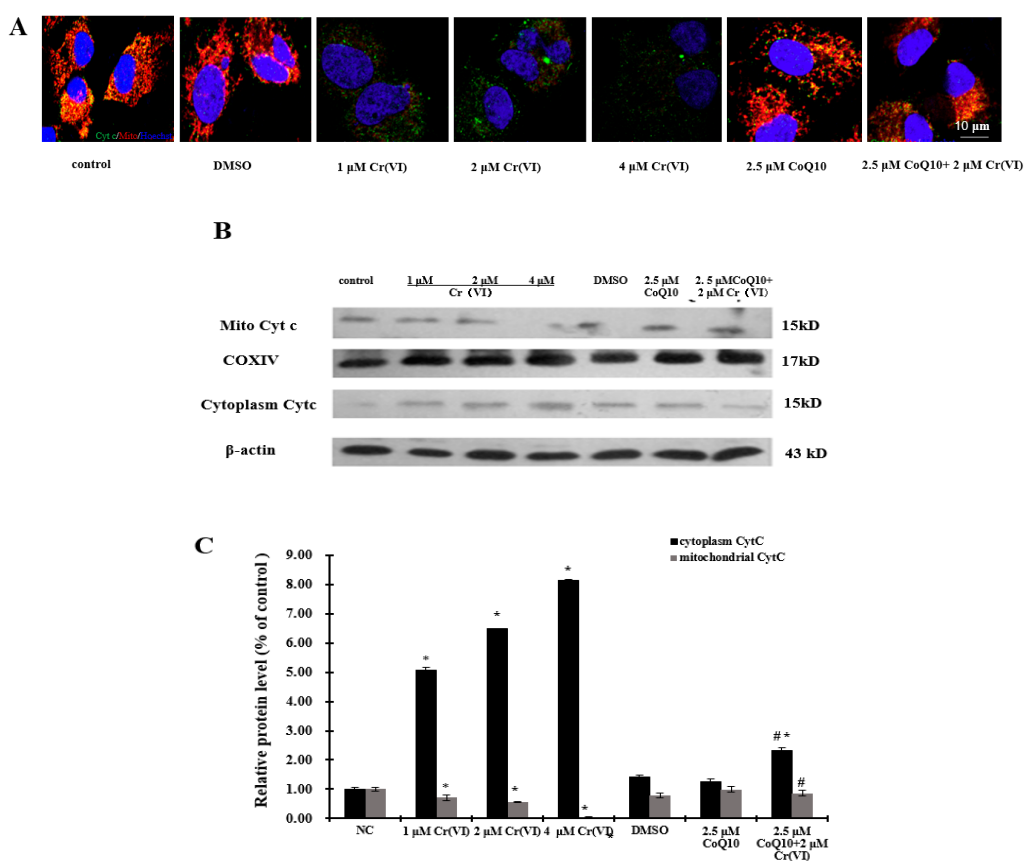 A
Cyt c/Mito/Hoechst
10 μm
control
DMSO
1 μM Cr(VI)
2 μM Cr(VI)
4 μM Cr(VI)
2.5 μM CoQ10
2.5 μM CoQ10+ 2 μM Cr(VI)
B
control
1 μM
2 μM
4 μM
Cr（VI）
DMSO
2.5 μM
CoQ10
2. 5 μMCoQ10+
2 μM Cr（VI）
Mito Cyt c
15kD
COXIV
17kD
Cytoplasm Cytc
15kD
β-actin
43 kD
C
cytoplasm CytC
mitochondrial CytC
Relative protein level (% of control )
9.00
8.00
7.00
6.00
5.00
4.00
3.00
2.00
1.00
0.00
*
*
*
*
*
*
# *
#
NC
1 μM Cr(VI)
2 μM Cr(VI)
4 μM Cr(VI)
*
DMSO
2.5 μM
CoQ10
2.5 μM
CoQ10+2 μM
Cr(VI)